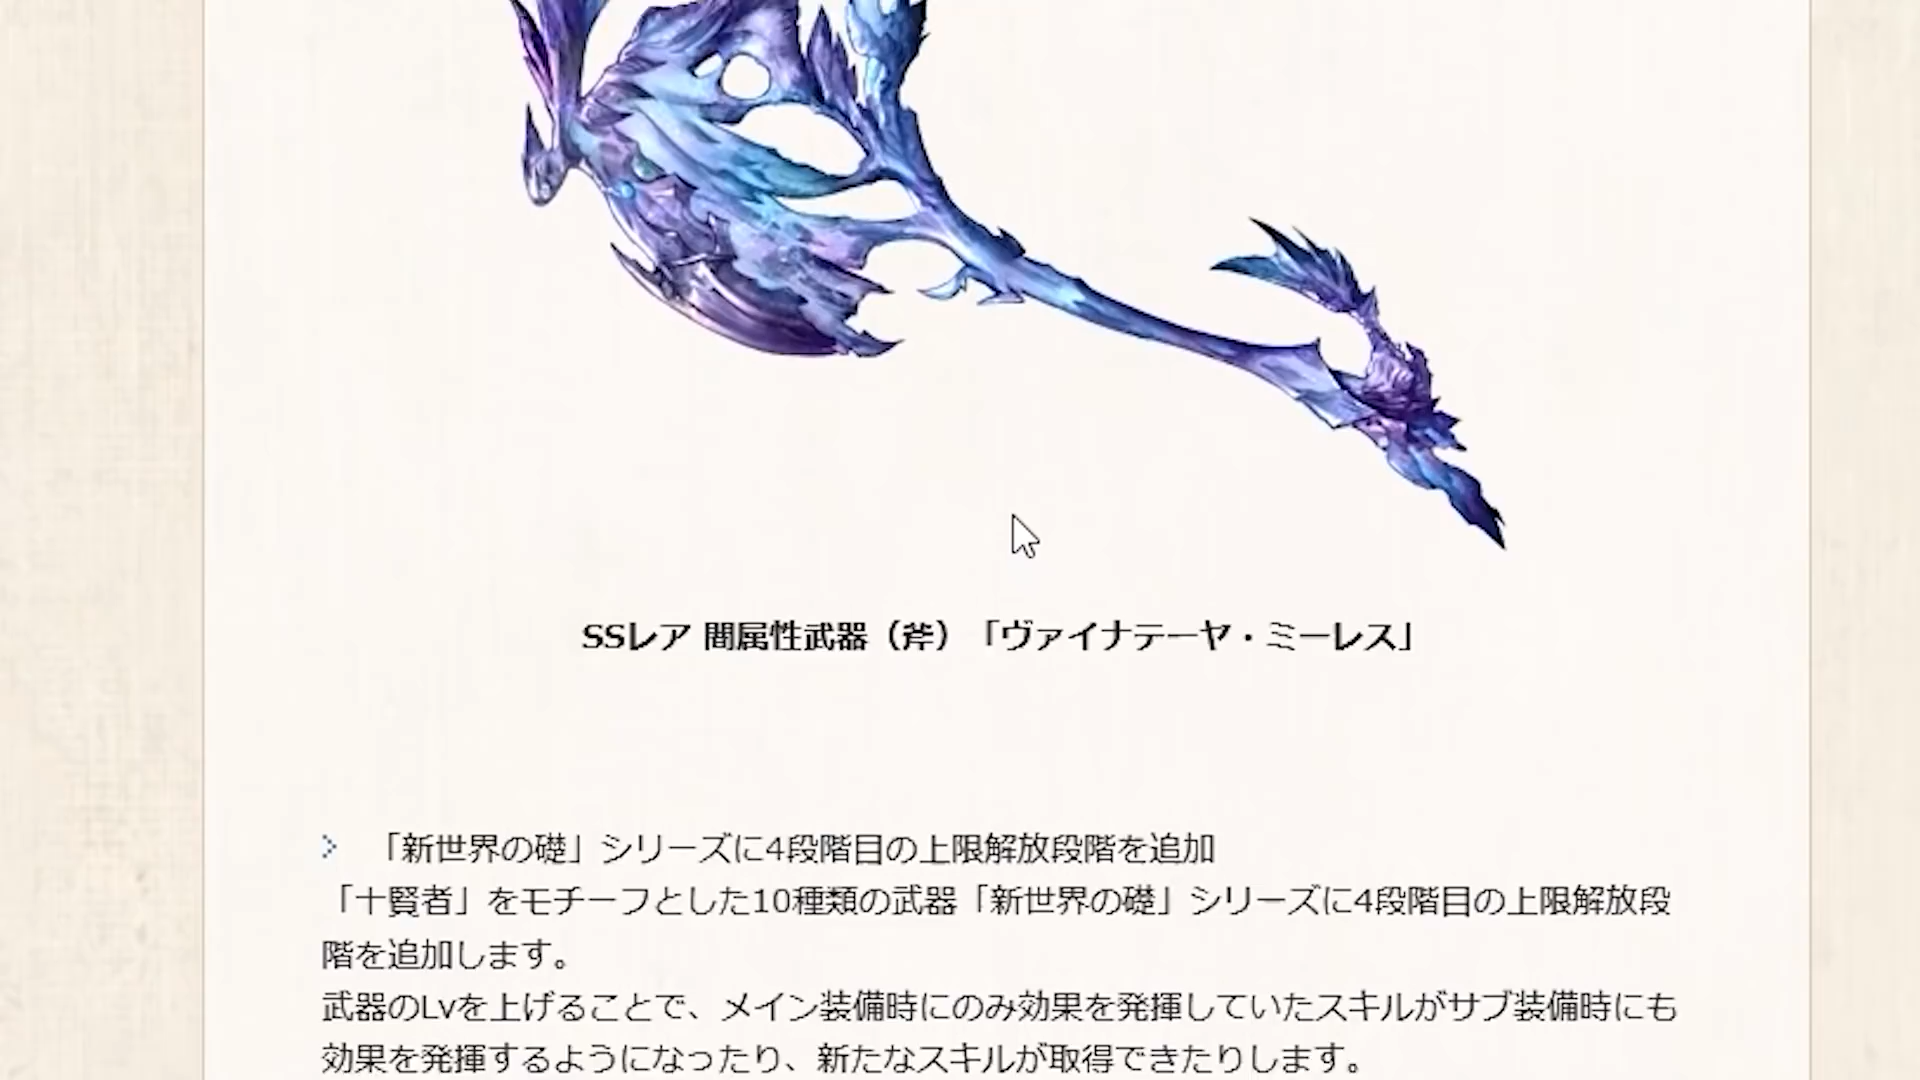 SSレア 闇属性武器（斧）「ヴァイナテーヤ・ミーレス」
「新世界の礎」シリーズに4段階目の上限解放段階を追加
「十賢者」をモチーフとした10種類の武器「新世界の礎」シリーズに4段階目の上限解放段
階を追加します。
武器のLvを上げることで、メイン装備時にのみ効果を発揮していたスキルがサブ装備時にも
効果を発揮するようになったり、新たなスキルが取得できたりします。